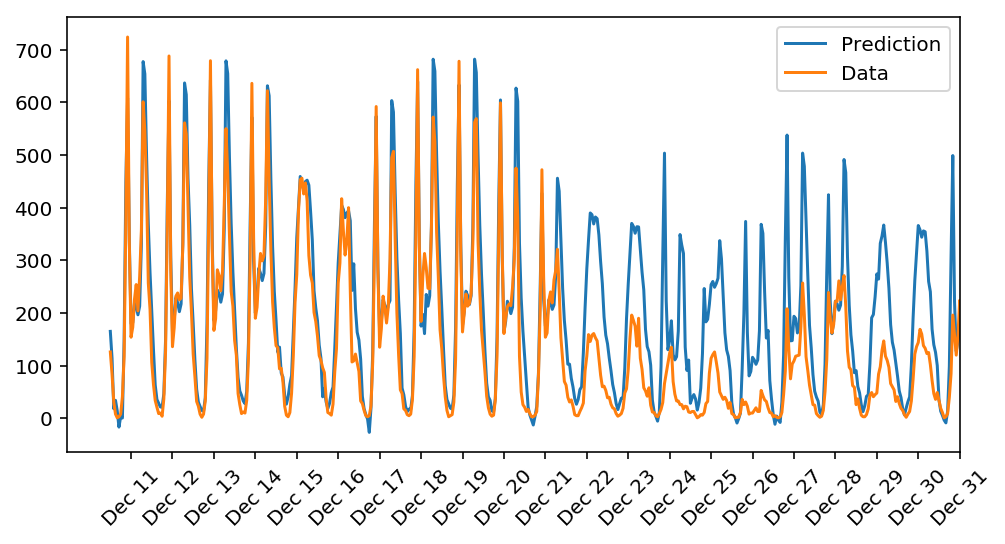 Prediction
Data
700
600
500
400
300
200
100
0
Dec 11
Dec 12
Dec 13
Dec 14
Dec 15
Dec 16
Dec 17
Dec 18
Dec 19
Dec 20
Dec 21
Dec 22
Dec 23
Dec 24
Dec 25
Dec 26
Dec 27
Dec 28
Dec 29
Dec 30
Dec 31